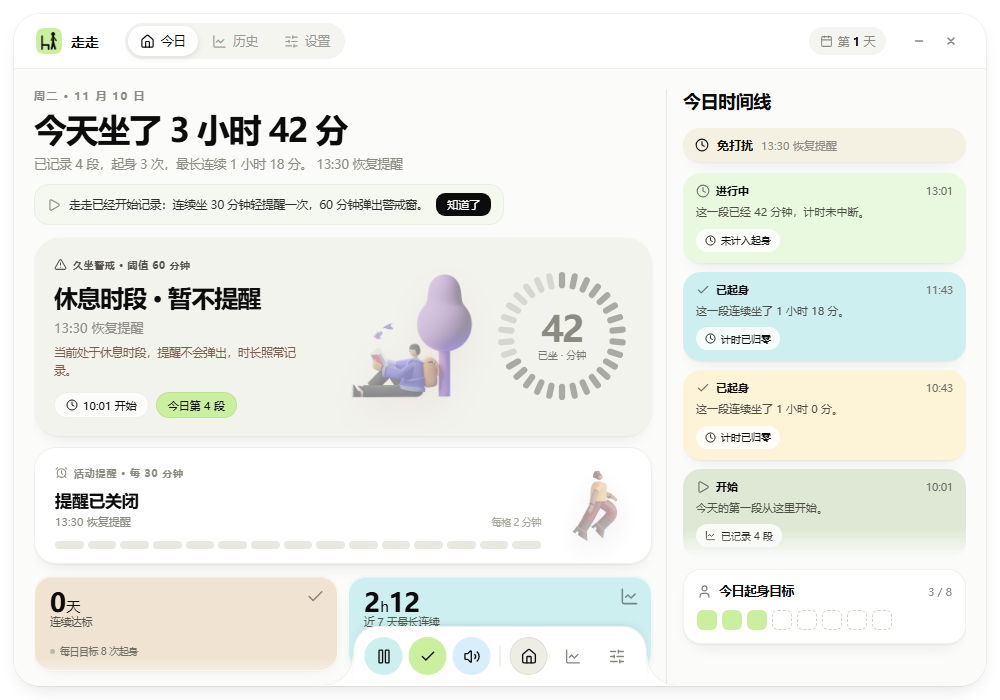 走走
今日
历史
设置
第 1 天
周二 • 11 月 10 日
今天坐了 3 小时 42 分
已记录 4 段，起身 3 次，最长连续 1 小时 18 分。 13:30 恢复提醒
走走已经开始记录：连续坐 30 分钟轻提醒一次，60 分钟弹出警戒窗。
知道了
久坐警戒 • 阈值 60 分钟
休息时段 • 暂不提醒
13:30 恢复提醒
当前处于休息时段，提醒不会弹出，时长照常记
录。
10:01 开始
今日第 4 段
42
已坐 · 分钟
活动提醒 • 每 30 分钟
提醒已关闭
13:30 恢复提醒
每格 2 分钟
0天
连续达标
每日目标 8 次起身
2h12
近 7 天最长连续
今日时间线
免打扰 13:30 恢复提醒
进行中 13:01
这一段已经 42 分钟，计时未中断。
未计入起身
已起身 11:43
这一段连续坐了 1 小时 18 分。
计时已归零
已起身 10:43
这一段连续坐了 1 小时 0 分。
计时已归零
开始 10:01
今天的第一段从这里开始。
已记录 4 段
今日起身目标 3 / 8